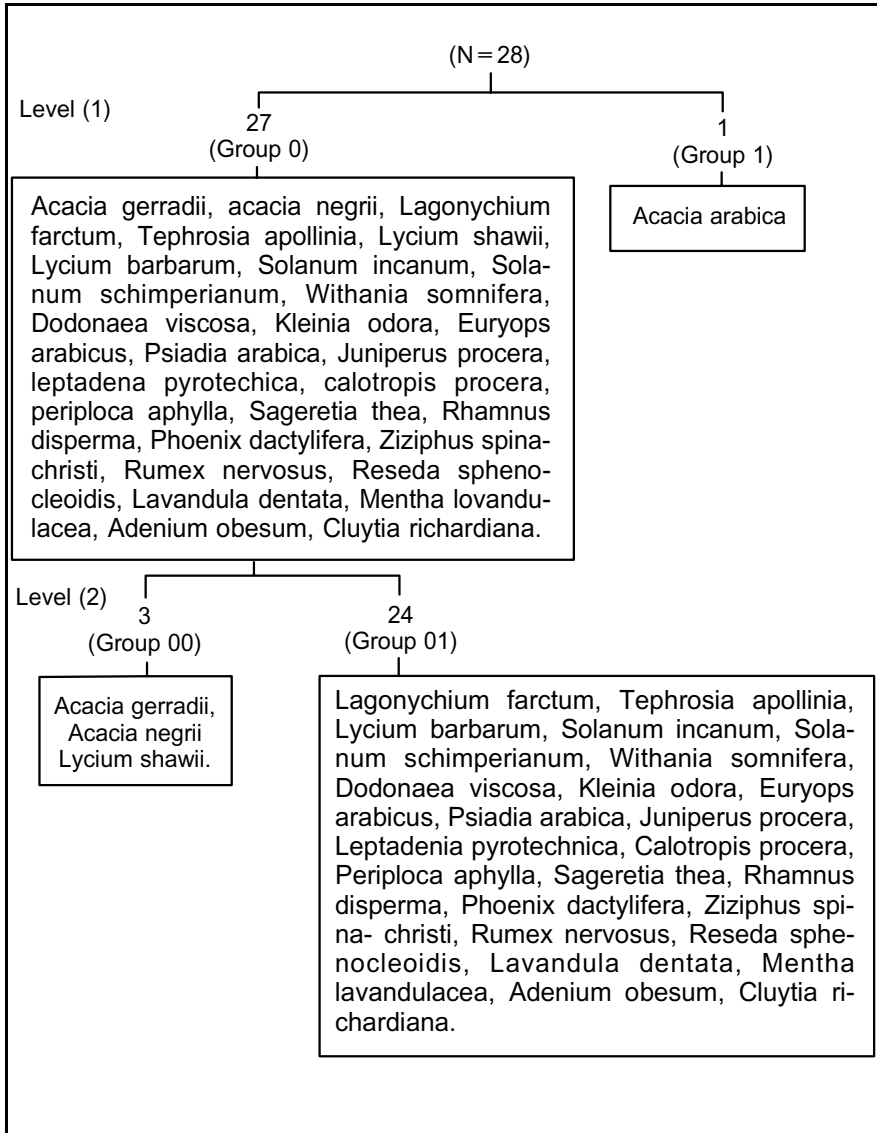 (N=28)
Level (1)
27
(Group 0)
1
(Group 1)
Acacia gerradii, acacia negrii, Lagonychium
farctum, Tephrosia apollinia, Lycium shawii,
Lycium barbarum, Solanum incanum, Sola-
num schimperianum, Withania somnifera,
Dodonaea viscosa, Kleinia odora, Euryops
arabicus, Psiadia arabica, Juniperus procera,
leptadena pyrotechica, calotropis procera,
periploca aphylla, Sageretia thea, Rhamnus
disperma, Phoenix dactylifera, Ziziphus spina-
christi, Rumex nervosus, Reseda spheno-
cleoidis, Lavandula dentata, Mentha lovandu-
lacea, Adenium obesum, Cluytia richardiana.
Acacia arabica
Level (2)
3
(Group 00)
24
(Group 01)
Acacia gerradii,
Acacia negrii
Lycium shawii.
Lagonychium farctum, Tephrosia apollinia,
Lycium barbarum, Solanum incanum, Sola-
num schimperianum, Withania somnifera,
Dodonaea viscosa, Kleinia odora, Euryops
arabicus, Psiadia arabica, Juniperus procera,
Leptadenia pyrotechnica, Calotropis procera,
Periploca aphylla, Sageretia thea, Rhamnus
disperma, Phoenix dactylifera, Ziziphus spi-
na- christi, Rumex nervosus, Reseda sphe-
nocleoidis, Lavandula dentata, Mentha
lavandulacea, Adenium obesum, Cluytia ri-
chardiana.